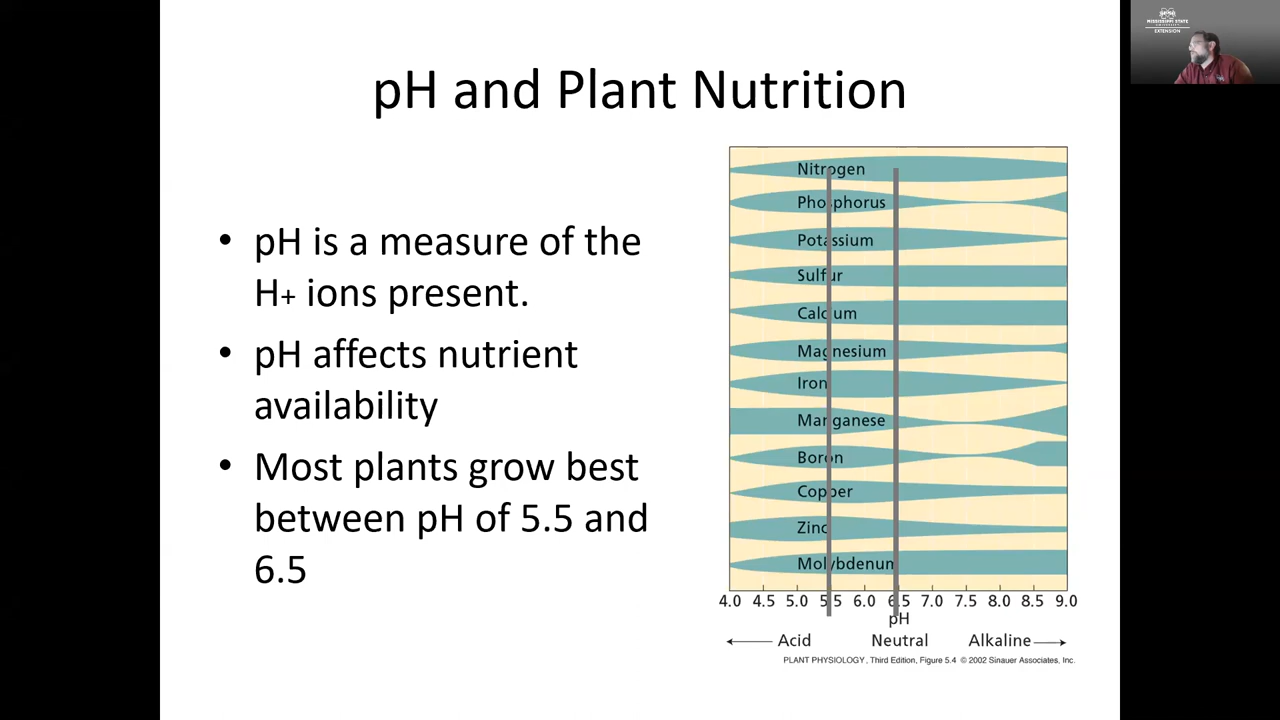 MISSISSIPPI STATE
UNIVERSITY
EXTENSION
pH and Plant Nutrition
• pH is a measure of the
H+ ions present.
• pH affects nutrient
availability
• Most plants grow best
between pH of 5.5 and
6.5
Nitrogen
Phosphorus
Potassium
Sulfur
Calcium
Magnesium
Iron
Manganese
Boron
Copper
Zinc
Molybdenum
4.0 4.5 5.0 5.5 6.0 6.5 7.0 7.5 8.0 8.5 9.0
pH
Acid Neutral Alkaline
PLANT PHYSIOLOGY, Third Edition, Figure 5.4 © 2002 Sinauer Associates, Inc.